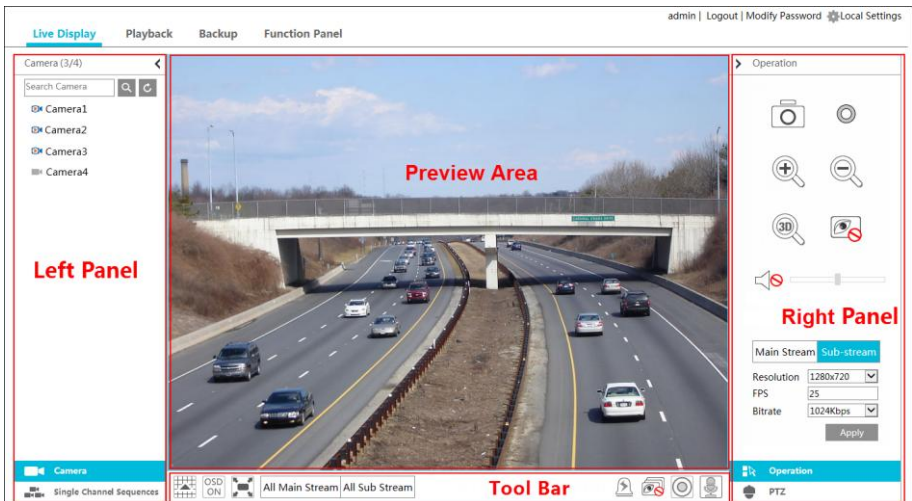 admin | Logout | Modify Password Local Settings
Live Display Playback Backup Function Panel
Camera (3/4)
Search Camera
Camera1
Camera2
Camera3
Camera4
Left Panel
Camera
Single Channel Sequences
Preview Area
OSD
ON
All Main Stream All Sub Stream
Tool Bar
Operation
3D
Right Panel
Main Stream Sub-stream
Resolution 1280x720
FPS 25
Bitrate 1024Kbps
Apply
Operation
PTZ